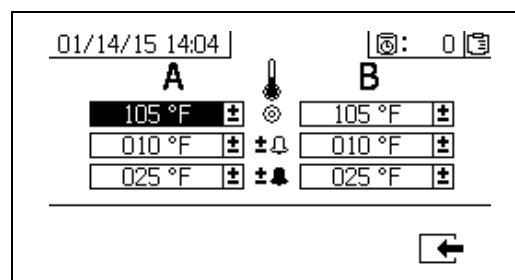 01/14/15 14:04 : 0
A B
105 °F ± 105 °F ±
010 °F ± ± 010 °F ±
025 °F ± ± 025 °F ±